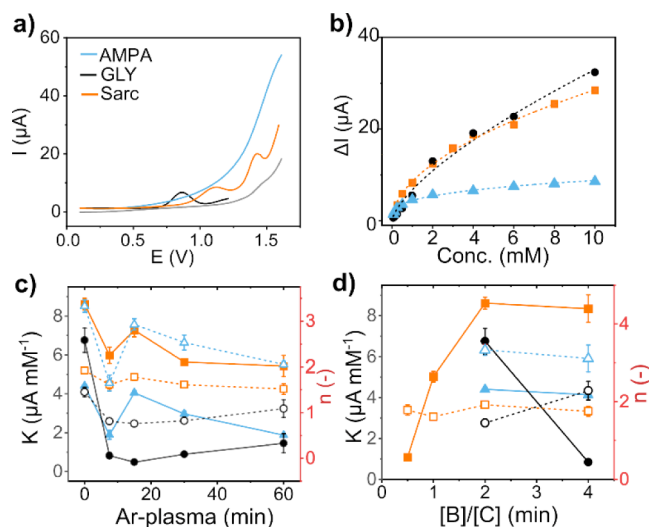 a)
60
40
20
0
I (µA)
0.0 0.5 1.0 1.5
E (V)
AMPA
GLY
Sarc
b)
40
20
0
ΔI (µA)
0 2 4 6 8 10
Conc. (mM)
c)
8
6
4
2
0
K (µA mM⁻¹)
0 20 40 60
Ar-plasma (min)
3
2
1
0
n (-)
d)
8
6
4
2
0
K (µA mM⁻¹)
0 1 2 3 4
[B]/[C] (min)
4
2
0
n (-)